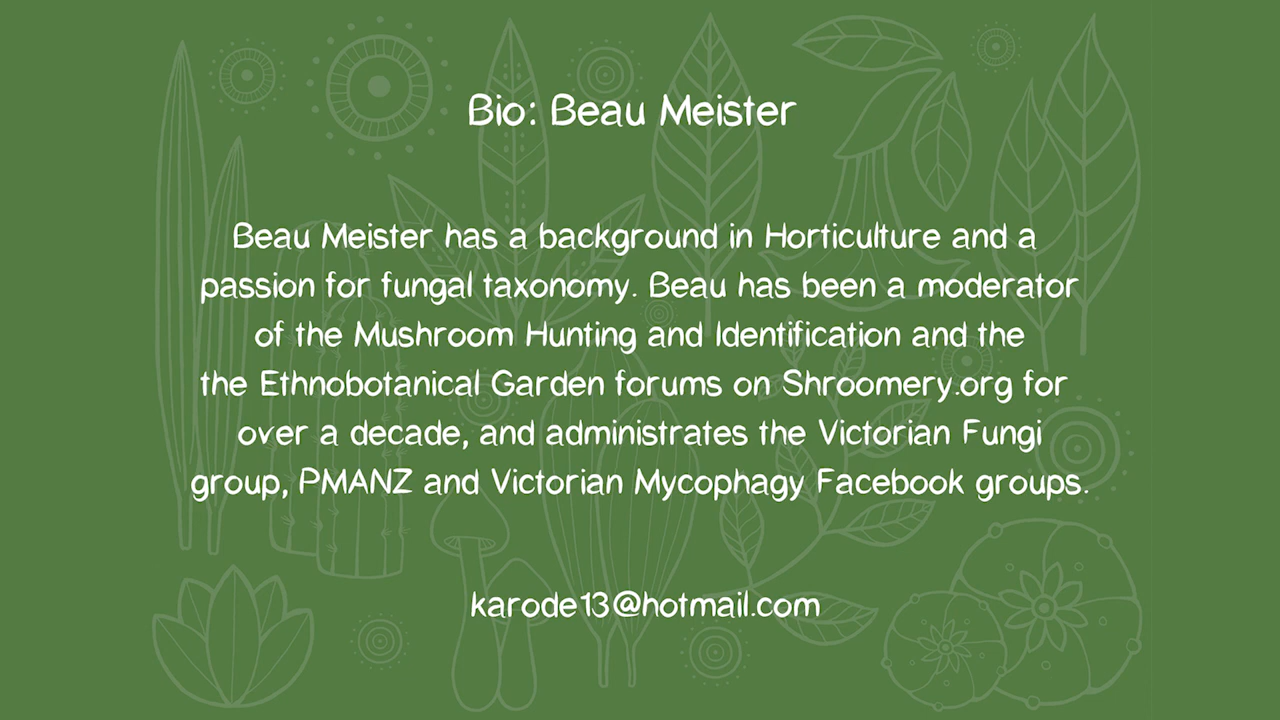 Bio: Beau Meister
Beau Meister has a background in Horticulture and a
passion for fungal taxonomy. Beau has been a moderator
of the Mushroom Hunting and Identification and the
the Ethnobotanical Garden forums on Shroomery.org for
over a decade, and administrates the Victorian Fungi
group, PMANZ and Victorian Mycophagy Facebook groups.
karode13@hotmail.com